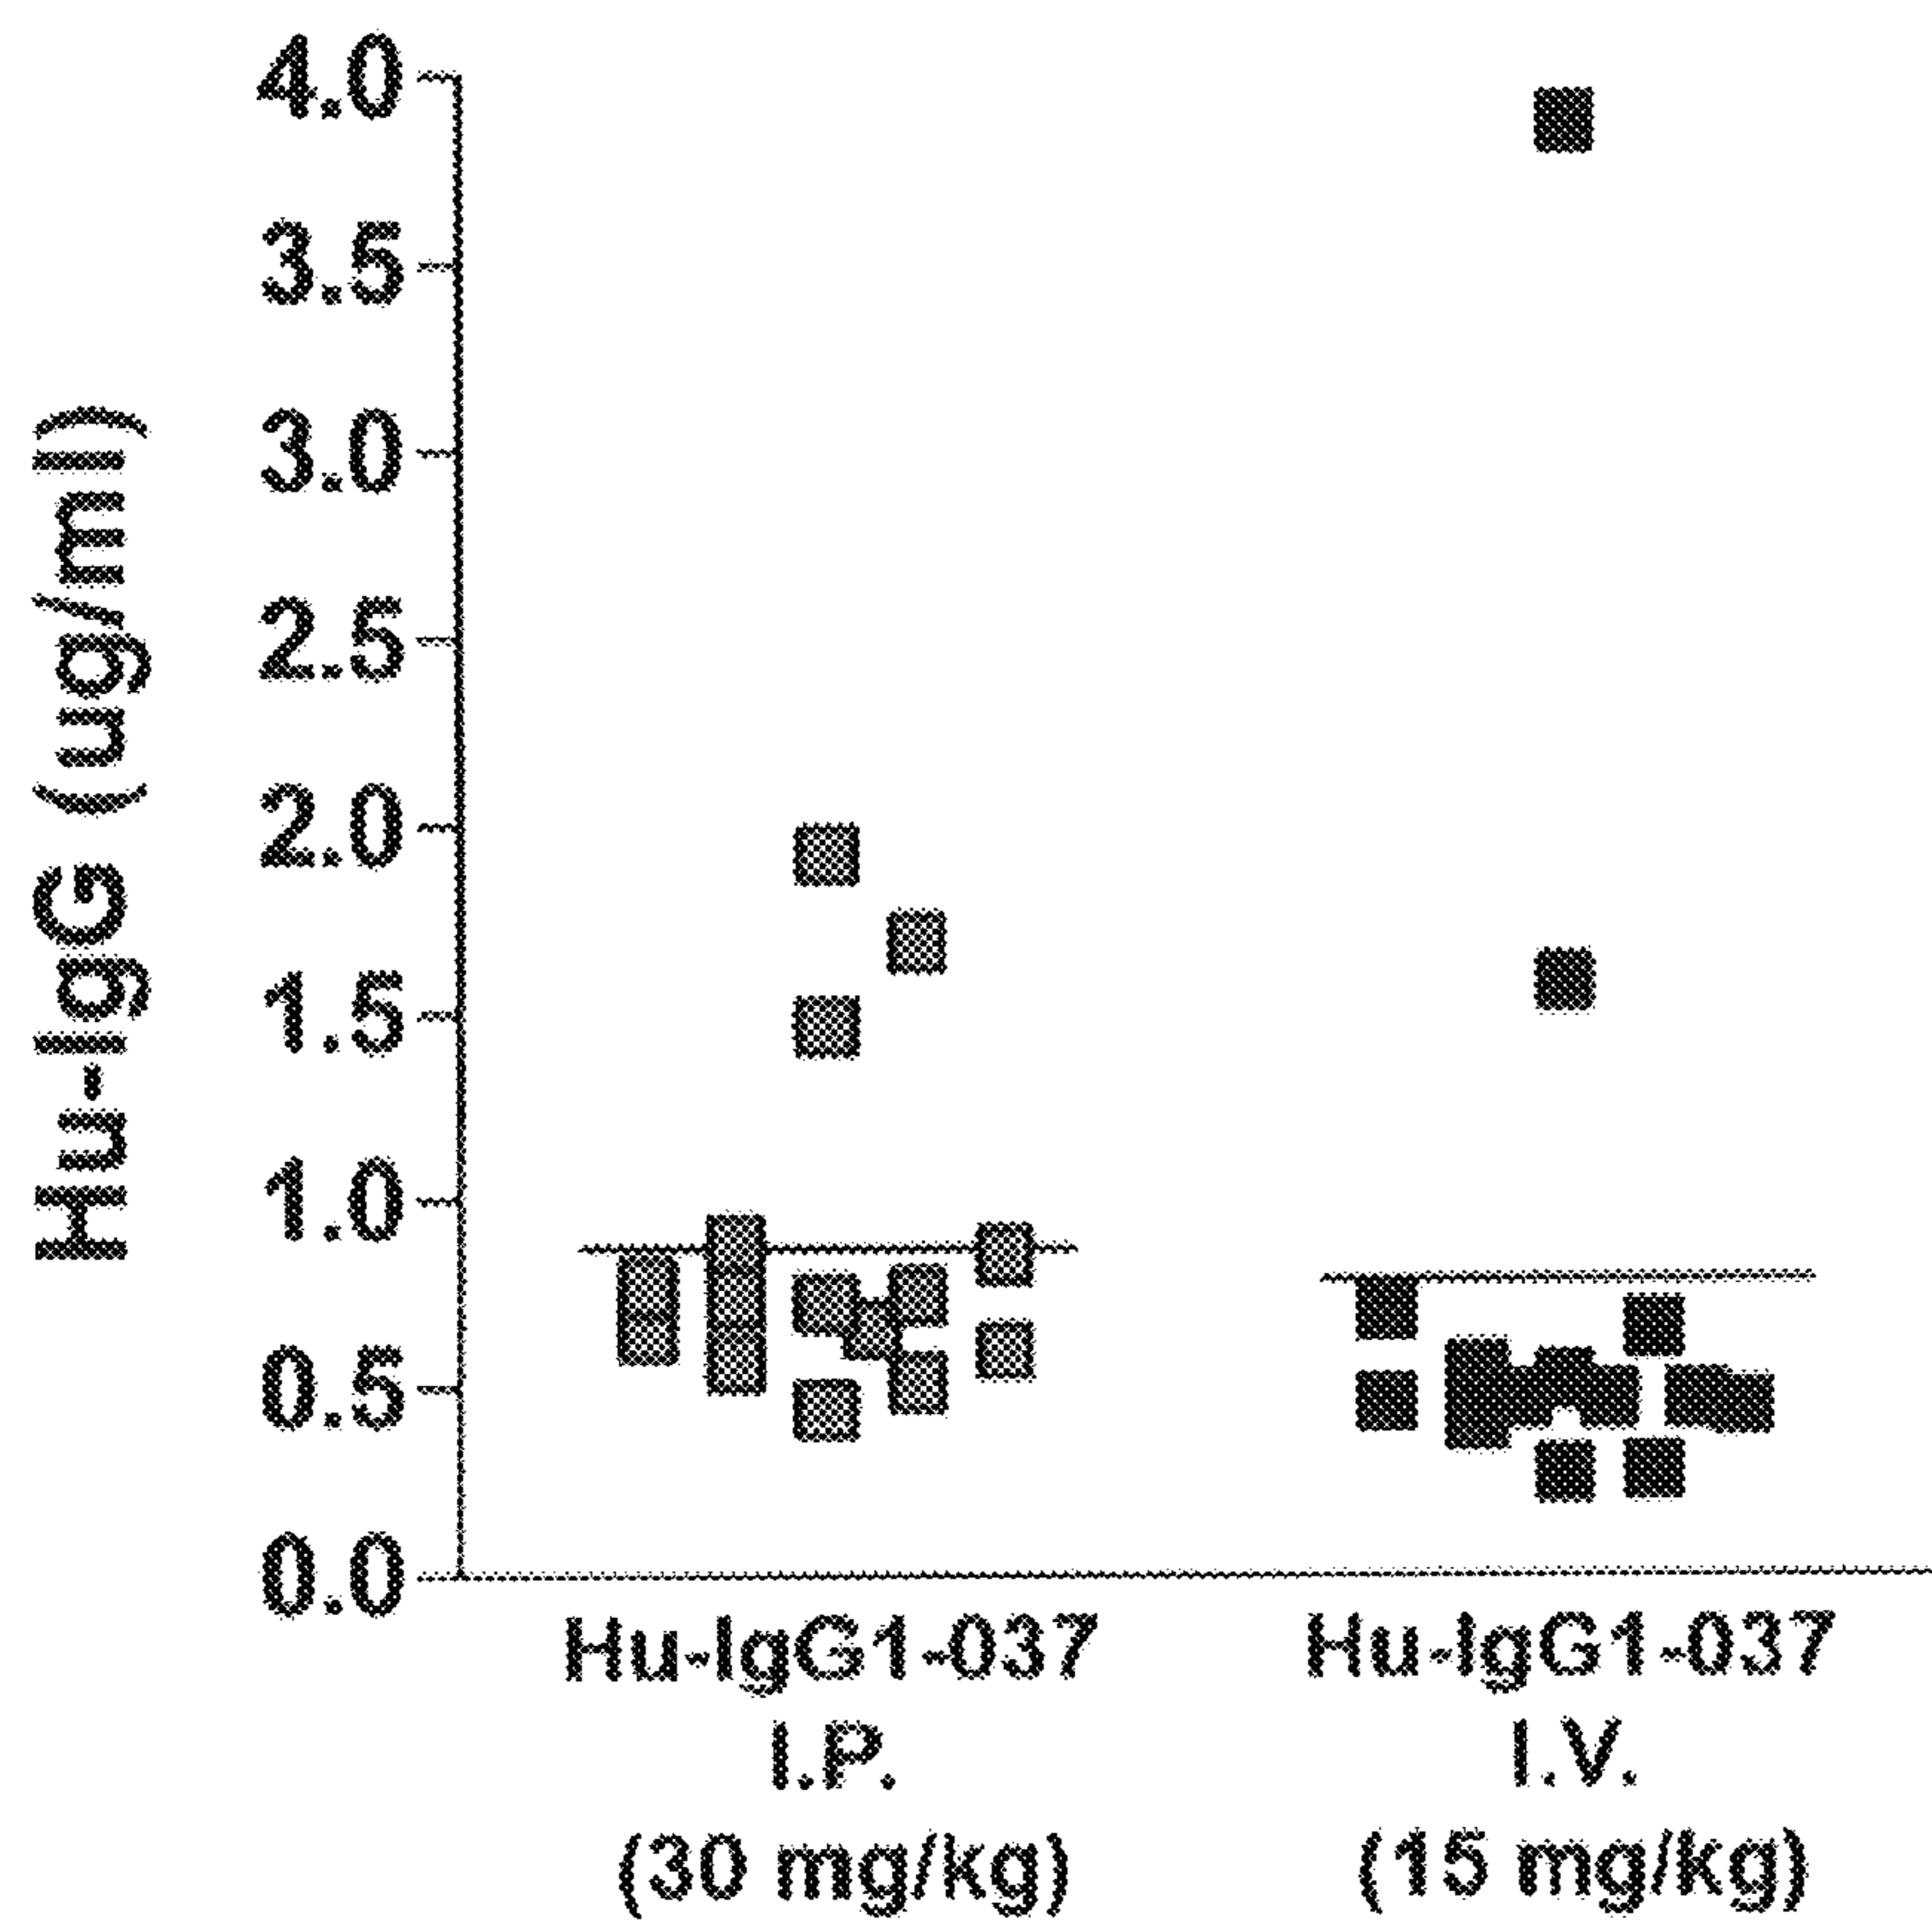 Hu-IgG (ug/ml)
4.0
3.5
3.0
2.5
2.0
1.5
1.0
0.5
0.0
Hu-IgG1-037 Hu-IgG1-037
I.P. I.V.
(30 mg/kg) (15 mg/kg)